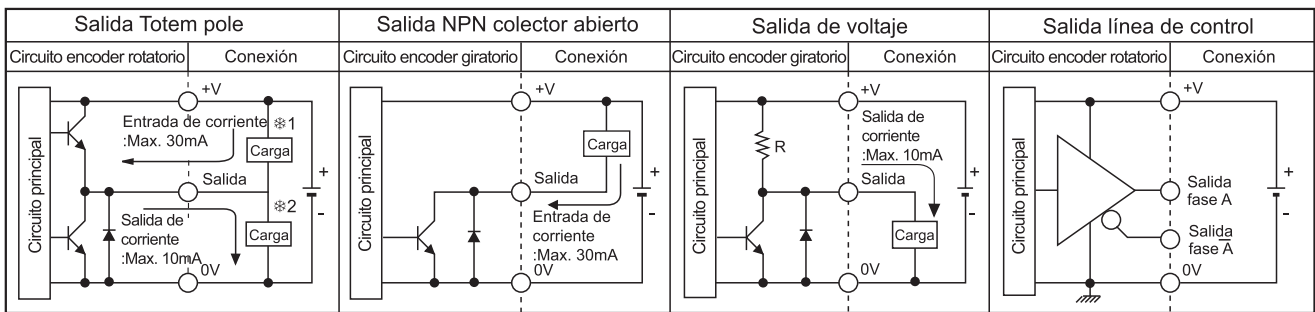 Salida Totem pole
Circuito encoder rotatorio
Conexión
Circuito principal
+V
Entrada de corriente
:Max. 30mA
❄1
Carga
Salida
❄2
Salida de
corriente
:Max. 10mA
Carga
0V
+
-
Salida NPN colector abierto
Circuito encoder giratorio
Conexión
Circuito principal
+V
Carga
Salida
Entrada de
corriente
:Max. 30mA
0V
+
-
Salida de voltaje
Circuito encoder giratorio
Conexión
Circuito principal
+V
R
Salida de
corriente
:Max. 10mA
Salida
Carga
0V
+
-
Salida línea de control
Circuito encoder rotatorio
Conexión
Circuito principal
+V
Salida
fase A
Salida
fase A̅
0V
+
-